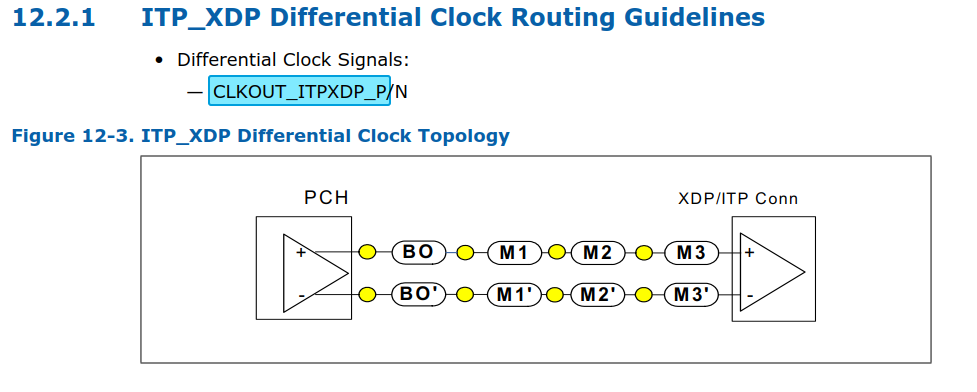 12.2.1 ITP_XDP Differential Clock Routing Guidelines
• Differential Clock Signals:
— CLKOUT_ITPXDP_P/N
Figure 12-3. ITP_XDP Differential Clock Topology
PCH XDP/ITP Conn
+ BO M1 M2 M3 +
- BO' M1' M2' M3' -